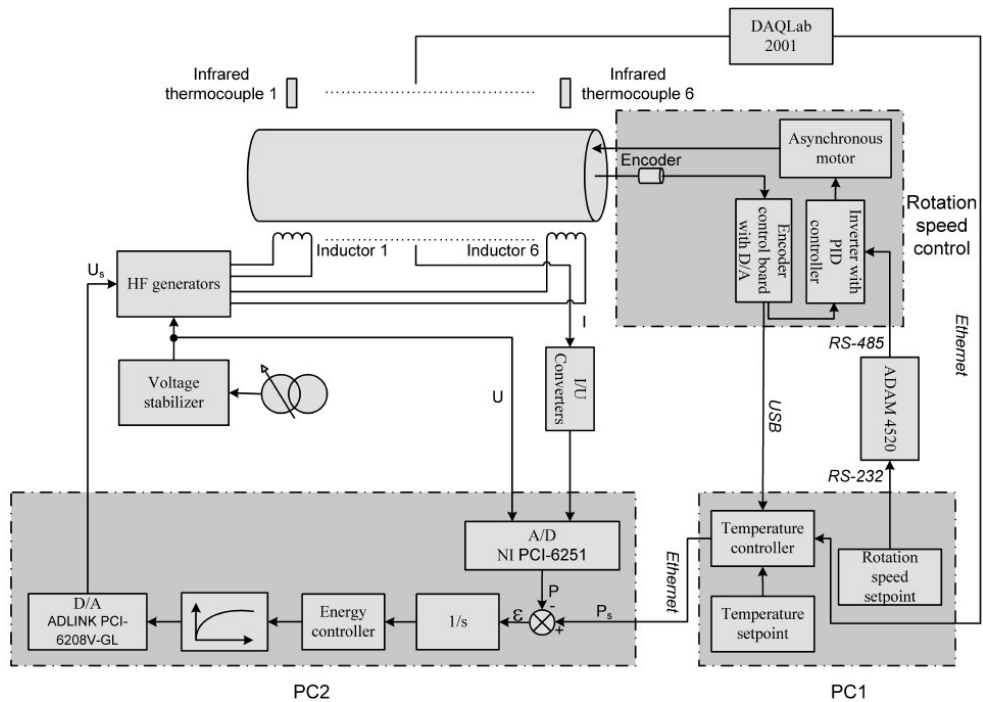 DAQLab
2001
Infrared
thermocouple 1
Infrared
thermocouple 6
Asynchronous
motor
Encoder
Rotation
speed
control
Encoder
control board
with D/A
Inverter with
PID
controller
Inductor 1
Inductor 6
Us
HF generators
I
Ethernet
RS-485
Voltage
stabilizer
U
I/U
Converters
USB
ADAM 4520
RS-232
A/D
NI PCI-6251
Temperature
controller
Rotation
speed
setpoint
Ethernet
P
-
D/A
ADLINK PCI-
6208V-GL
Energy
controller
1/s
ε
+
Ps
Temperature
setpoint
PC2
PC1